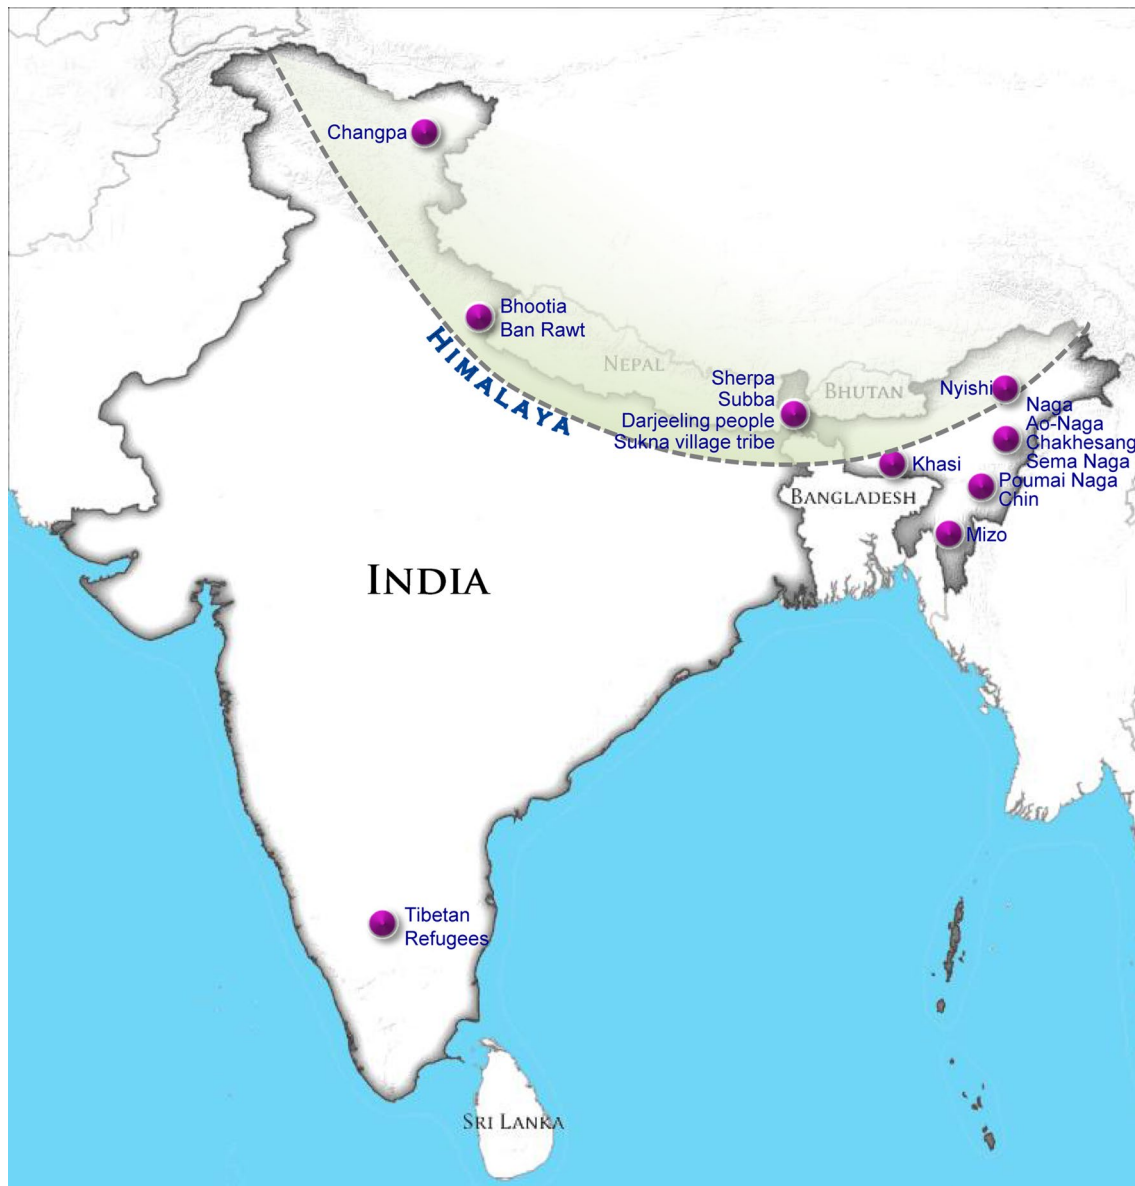 Changpa
Bhootia
Ban Rawt
HIMALAYA
NEPAL
Sherpa
Subba
Darjeeling people
Sukna village tribe
BHUTAN
Nyishi
Naga
Ao-Naga
Chakhesang
Sema Naga
Khasi
Poumai Naga
Chin
BANGLADESH
Mizo
INDIA
Tibetan
Refugees
SRI LANKA